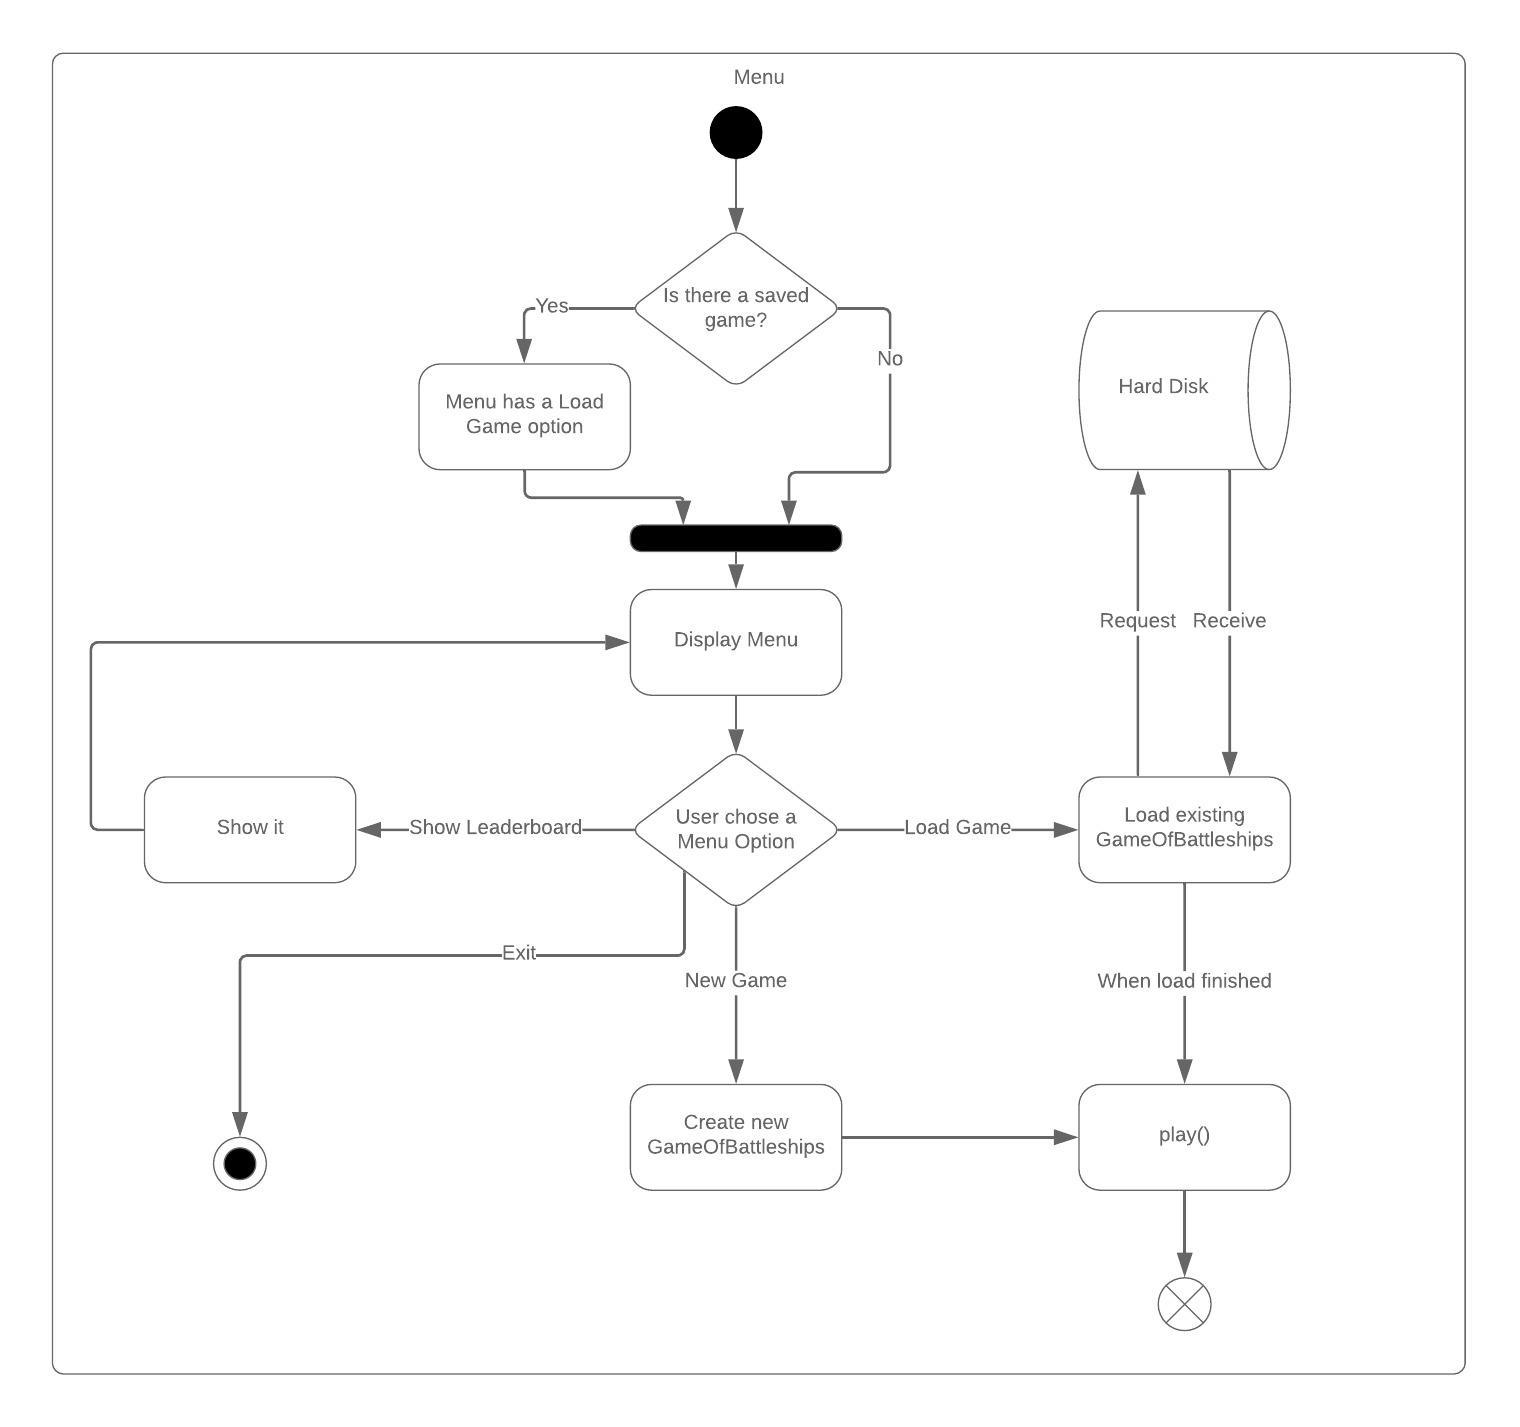 Menu
Is there a saved
game?
Yes
No
Menu has a Load
Game option
Hard Disk
Display Menu
Request
Receive
Show it
Show Leaderboard
User chose a
Menu Option
Load Game
Load existing
GameOfBattleships
Exit
New Game
When load finished
Create new
GameOfBattleships
play()